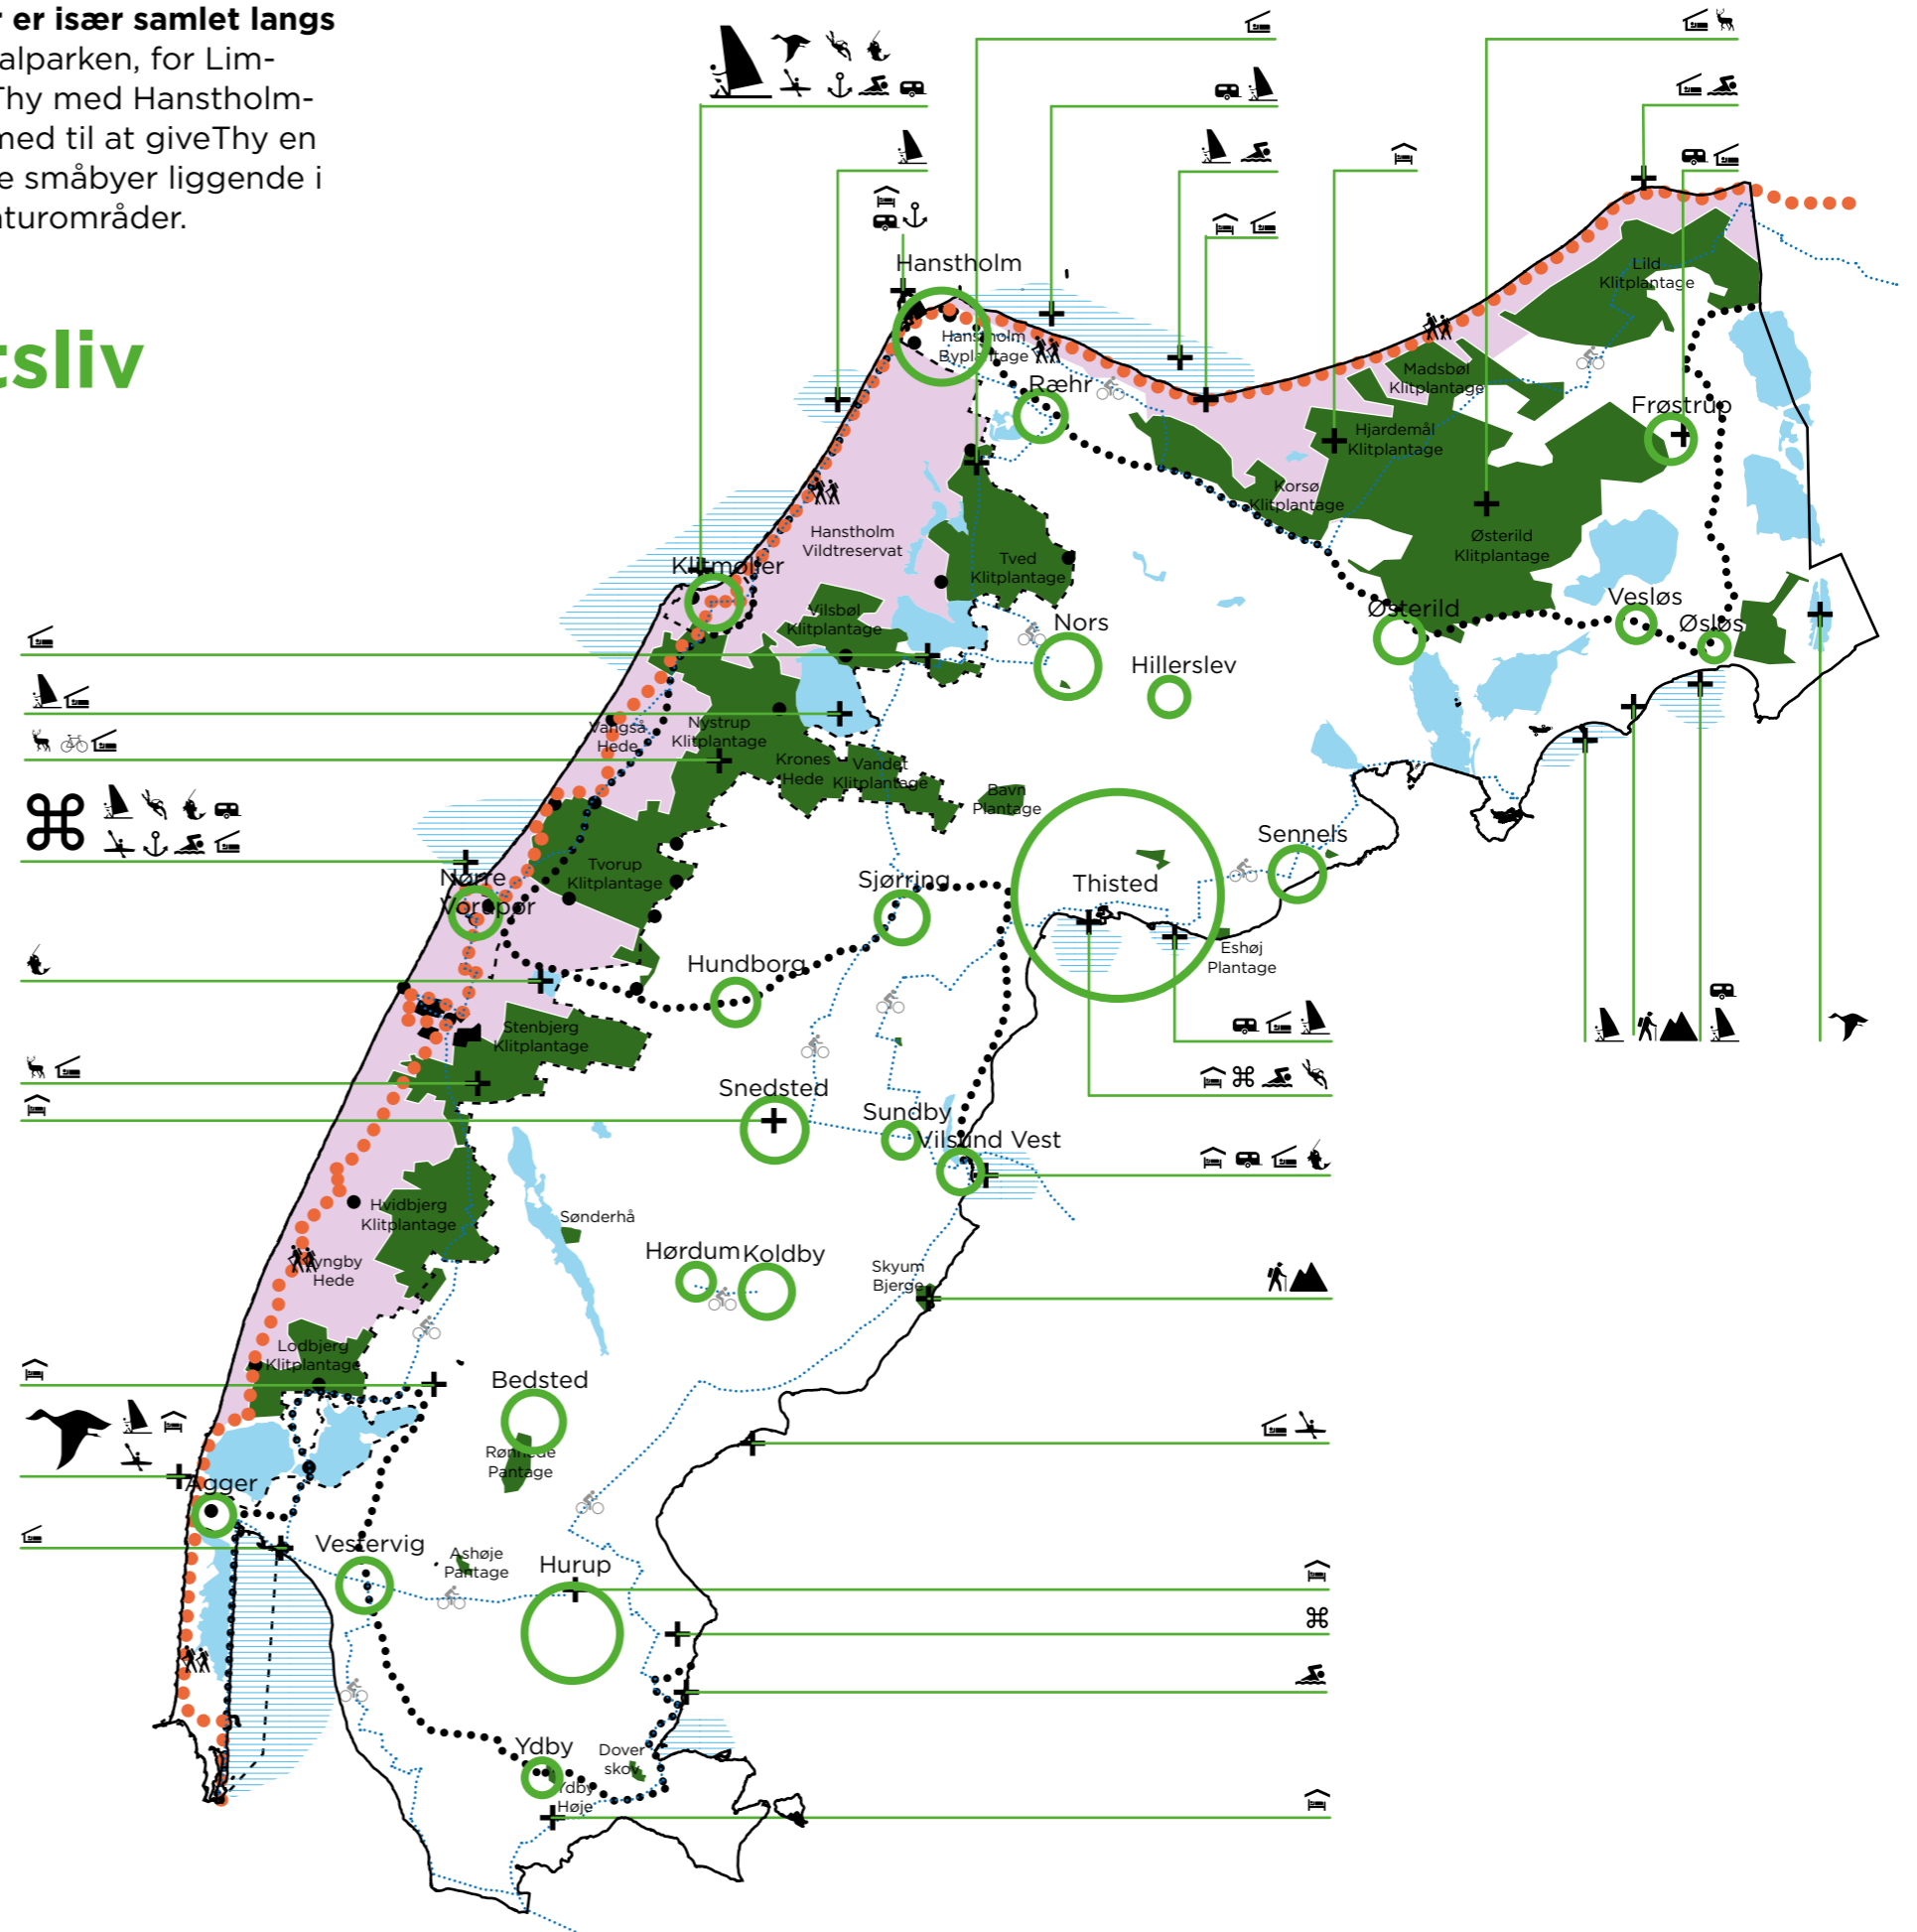 r er især samlet langs
alparken, for Lim-
Thy med Hanstholm-
med til at giveThy en
e småbyer liggende i
aturområder.
tsliv
Hanstholm
Hanstholm
Byplantage
Ræhr
Lild
Klitplantage
Madsbøl
Klitplantage
Frøstrup
Hjardemål
Klitplantage
Korsø
Klitplantage
Østerild
Klitplantage
Hanstholm
Vildtreservat
Tved
Klitplantage
Klitmøller
Vilsbøl
Klitplantage
Nors
Hillerslev
Østerild
Vesløs
Øsløs
Vangså
Hede
Nystrup
Klitplantage
Krones
Hede
Vandet
Klitplantage
Bavn
Plantage
Sennels
Thisted
Tvorup
Klitplantage
Sjørring
Nørre
Vorupør
Eshøj
Plantage
Hundborg
Stenbjerg
Klitplantage
Snedsted
Sundby
Vilsund Vest
Hvidbjerg
Klitplantage
Sønderhå
Lyngby
Hede
Hørdum
Koldby
Skyum
Bjerge
Lodbjerg
Klitplantage
Bedsted
Rønhede
Pantage
Agger
Vestervig
Ashøje
Pantage
Hurup
Ydby
Dover
skov
Ydby
Høje